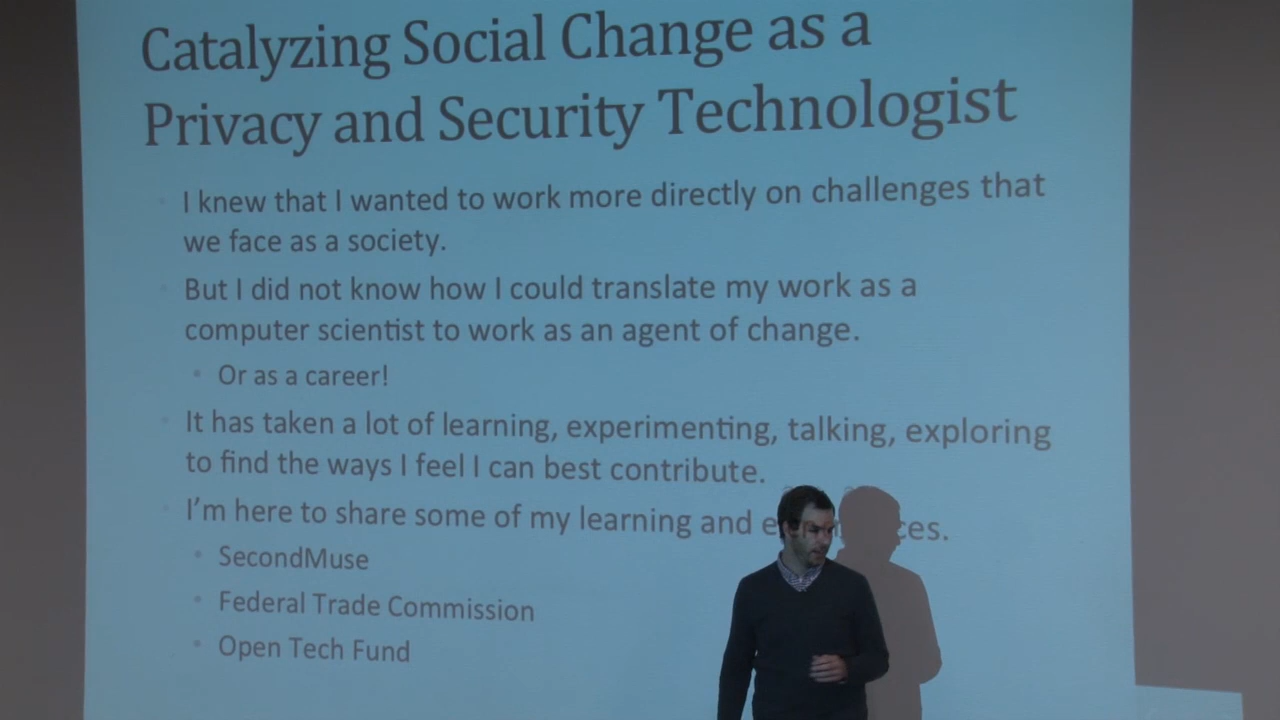 Catalyzing Social Change as a
Privacy and Security Technologist
I knew that I wanted to work more directly on challenges that
we face as a society.
But I did not know how I could translate my work as a
computer scientist to work as an agent of change.
Or as a career!
It has taken a lot of learning, experimenting, talking, exploring
to find the ways I feel I can best contribute.
I'm here to share some of my learning and
SecondMuse
Federal Trade Commission
Open Tech Fund